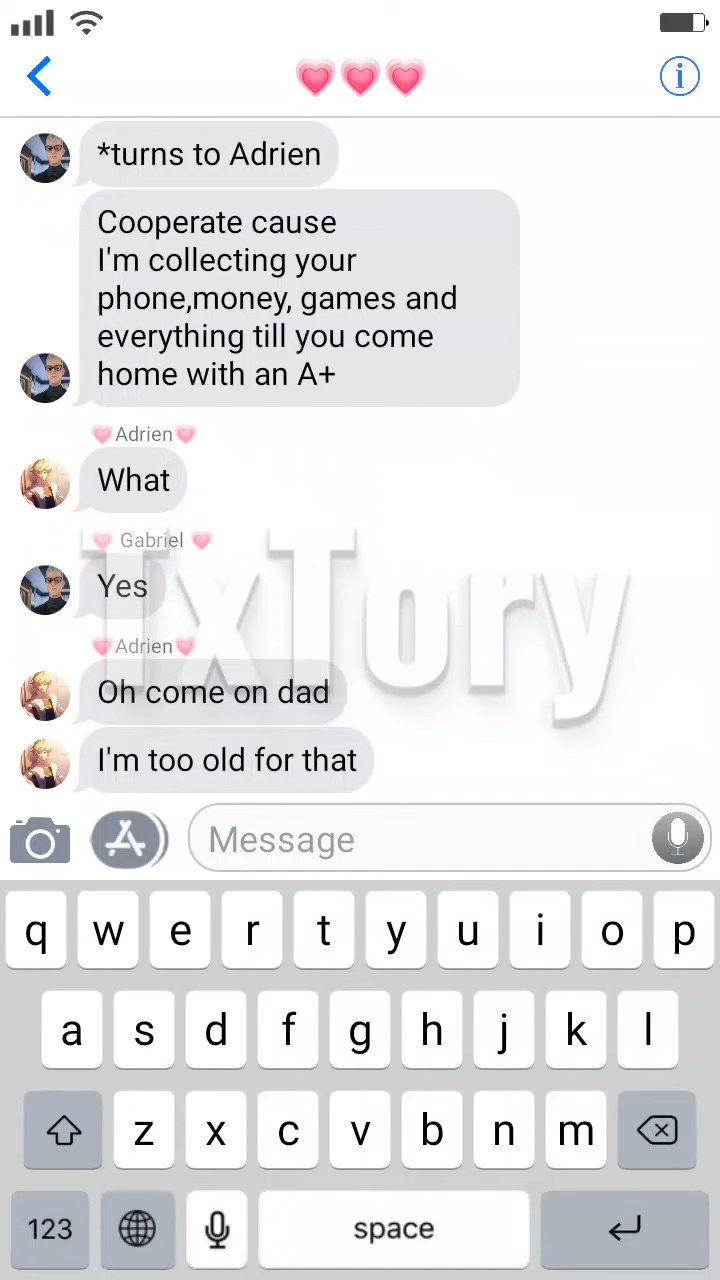 *turns to Adrien
Cooperate cause
I'm collecting your
phone,money, games and
everything till you come
home with an A+
💗Adrien💗
What
💗 Gabriel 💗
Yes
💗Adrien💗
Oh come on dad
I'm too old for that
TxTory
Message
q w e r t y u i o p
a s d f g h j k l
z x c v b n m
123 space